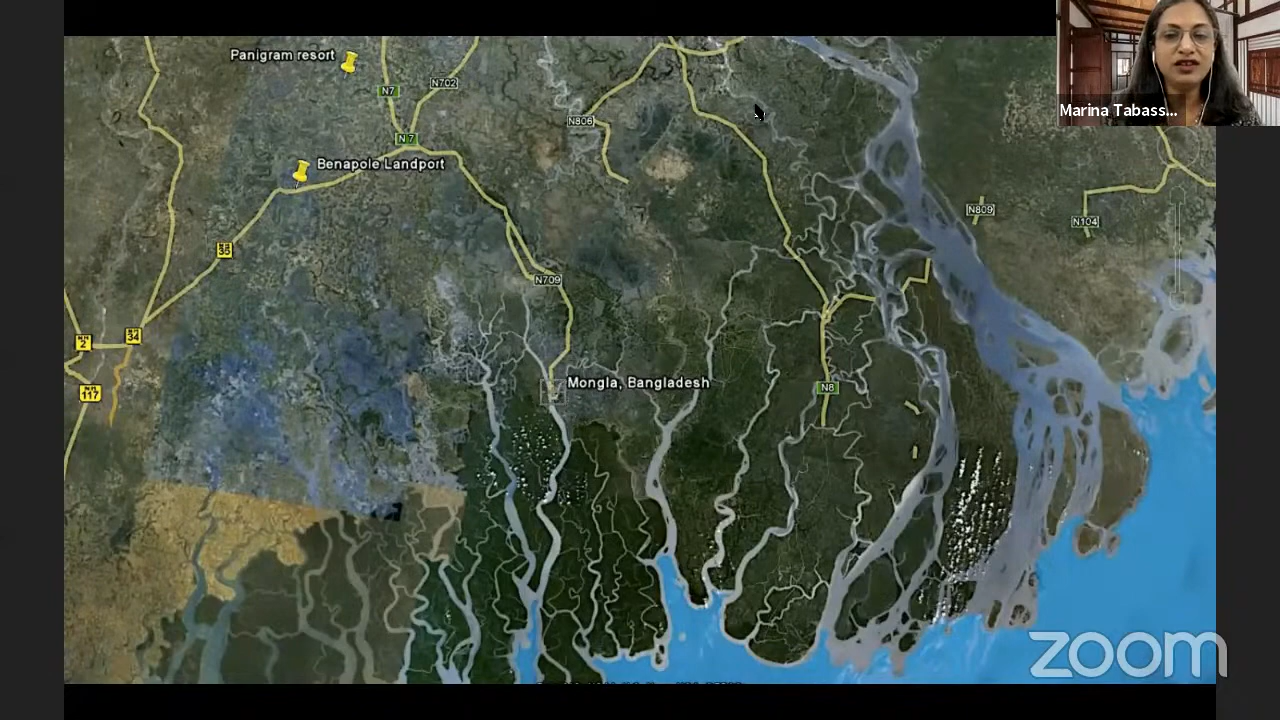 Panigram resort
Marina Tabass...
N7
N702
N806
N7
Benapole Landport
N809
N104
35
N709
34
2
Mongla, Bangladesh
N8
117
zoom